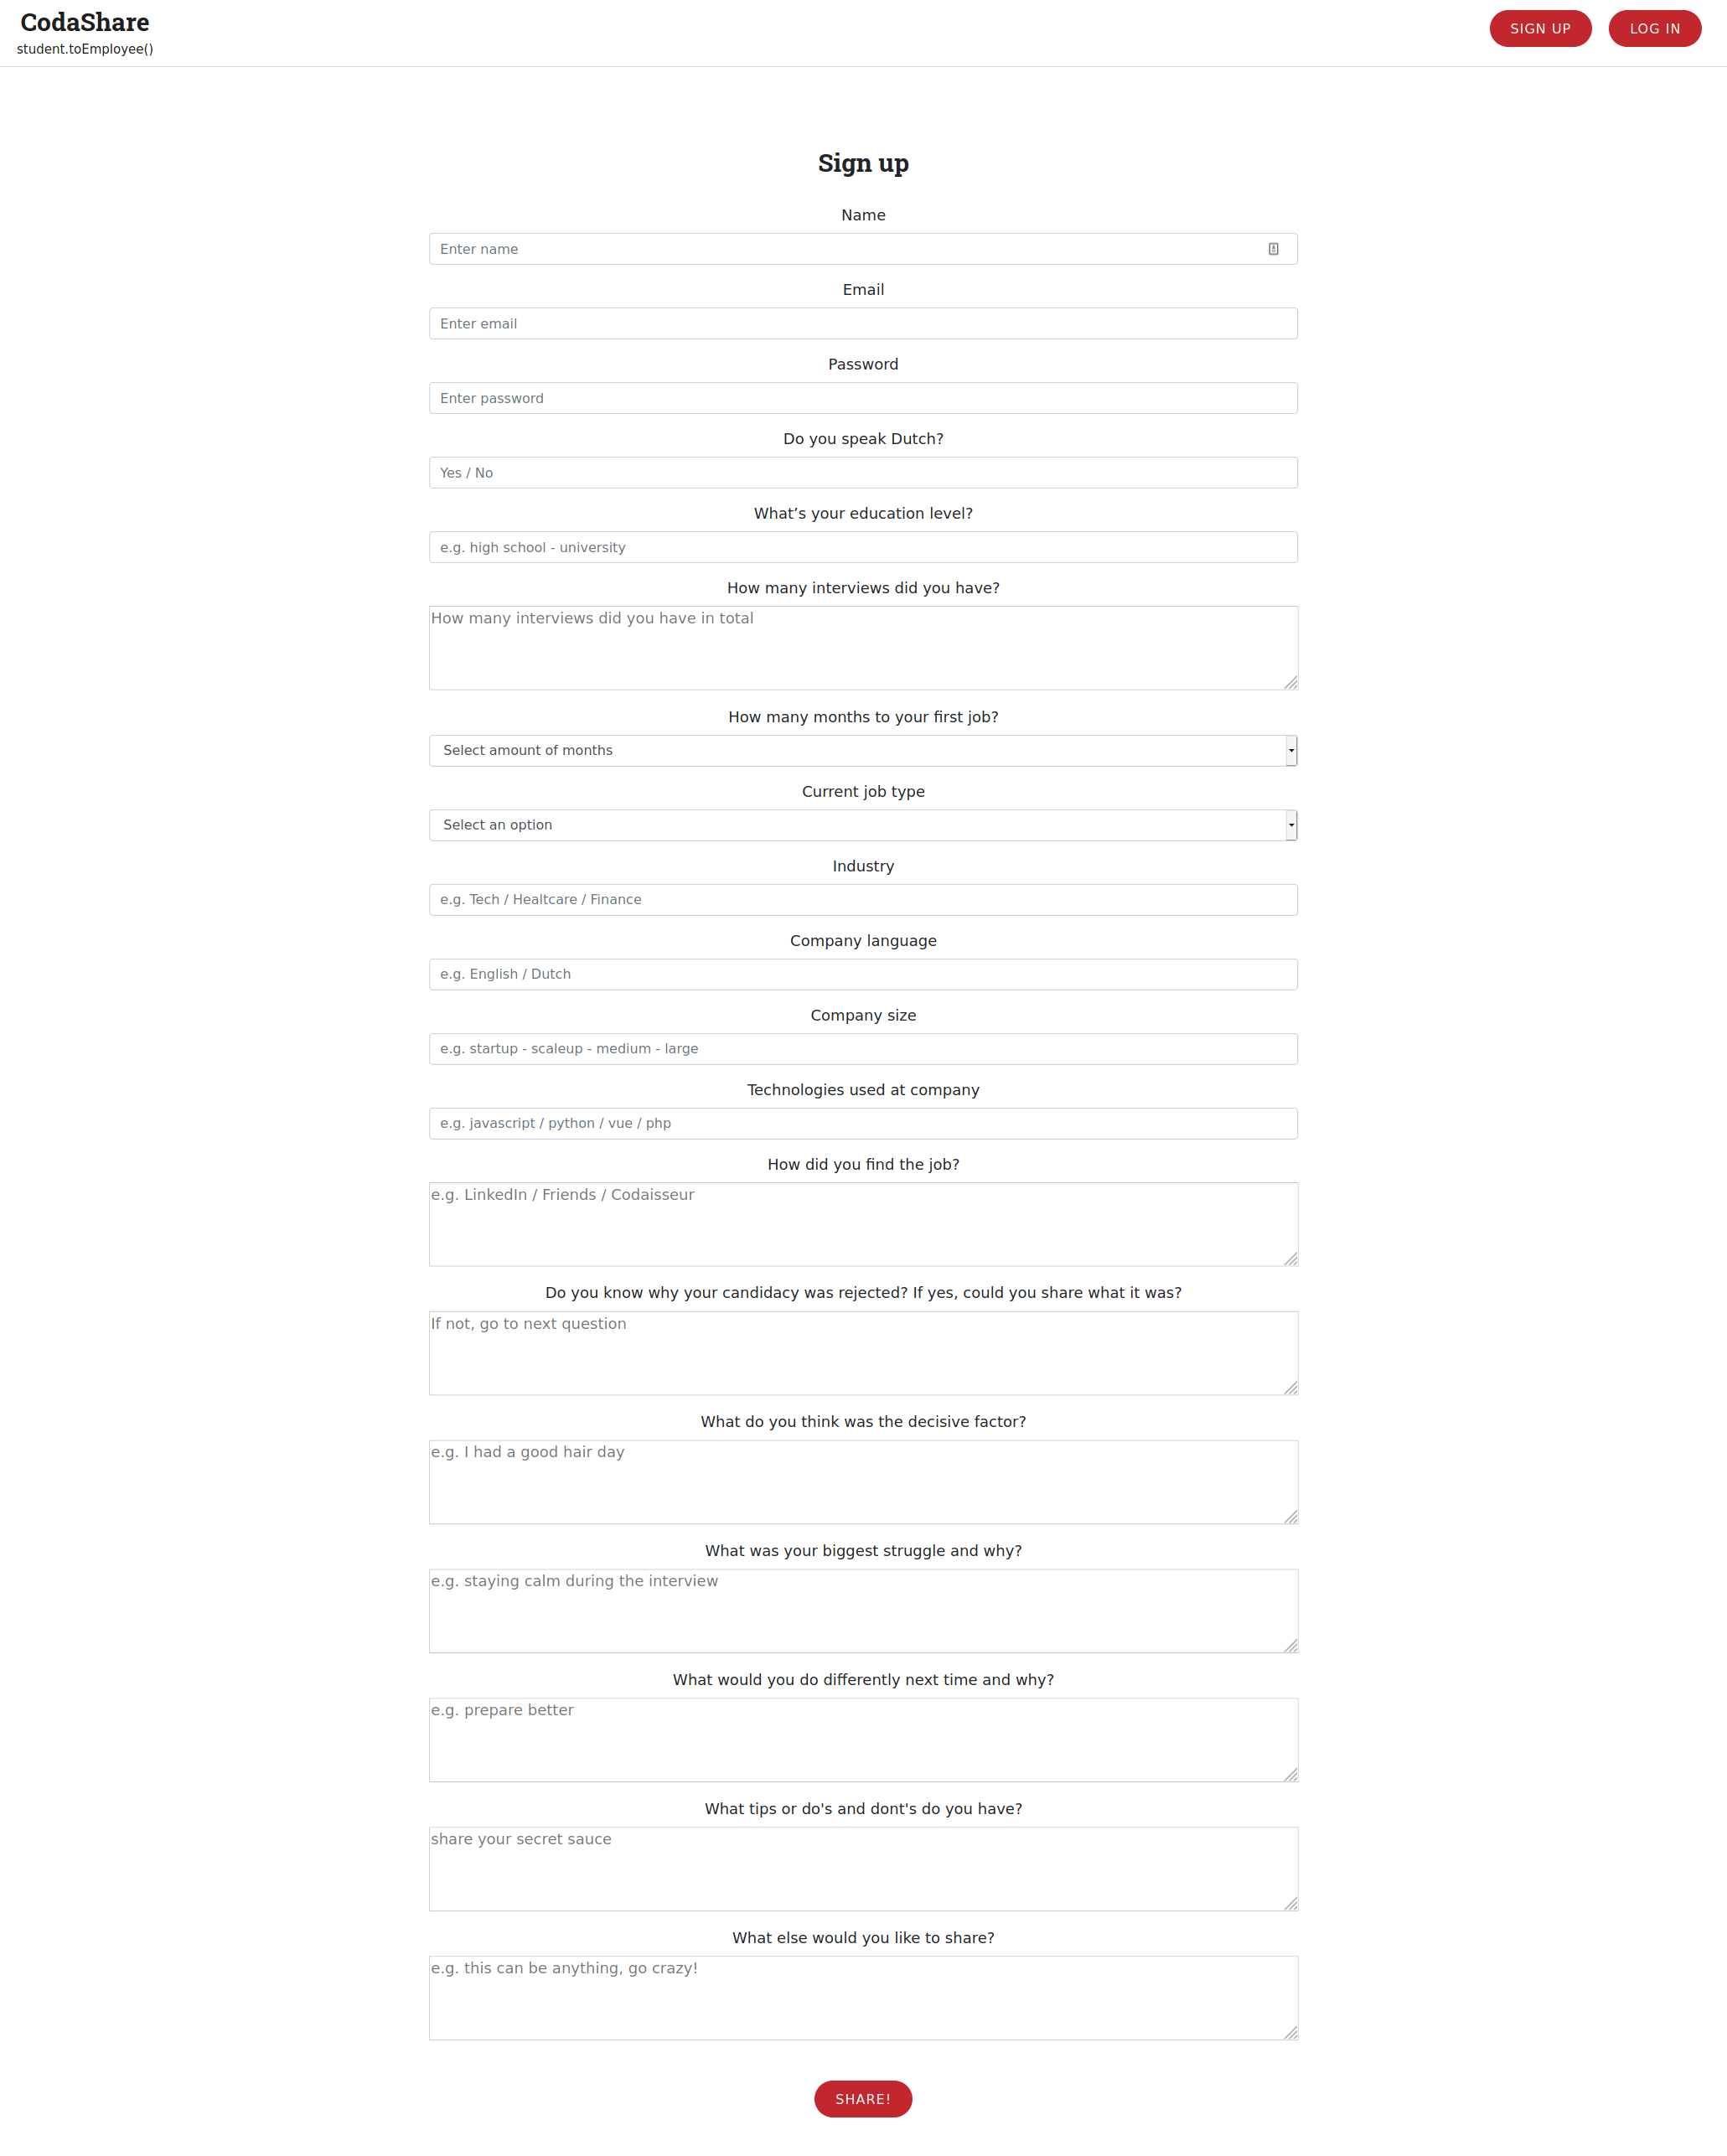 CodaShare
student.toEmployee()
SIGN UP
LOG IN
Sign up
Name
Enter name
Email
Enter email
Password
Enter password
Do you speak Dutch?
Yes / No
What’s your education level?
e.g. high school - university
How many interviews did you have?
How many interviews did you have in total
How many months to your first job?
Select amount of months
Current job type
Select an option
Industry
e.g. Tech / Healtcare / Finance
Company language
e.g. English / Dutch
Company size
e.g. startup - scaleup - medium - large
Technologies used at company
e.g. javascript / python / vue / php
How did you find the job?
e.g. LinkedIn / Friends / Codaisseur
Do you know why your candidacy was rejected? If yes, could you share what it was?
If not, go to next question
What do you think was the decisive factor?
e.g. I had a good hair day
What was your biggest struggle and why?
e.g. staying calm during the interview
What would you do differently next time and why?
e.g. prepare better
What tips or do's and dont's do you have?
share your secret sauce
What else would you like to share?
e.g. this can be anything, go crazy!
SHARE!